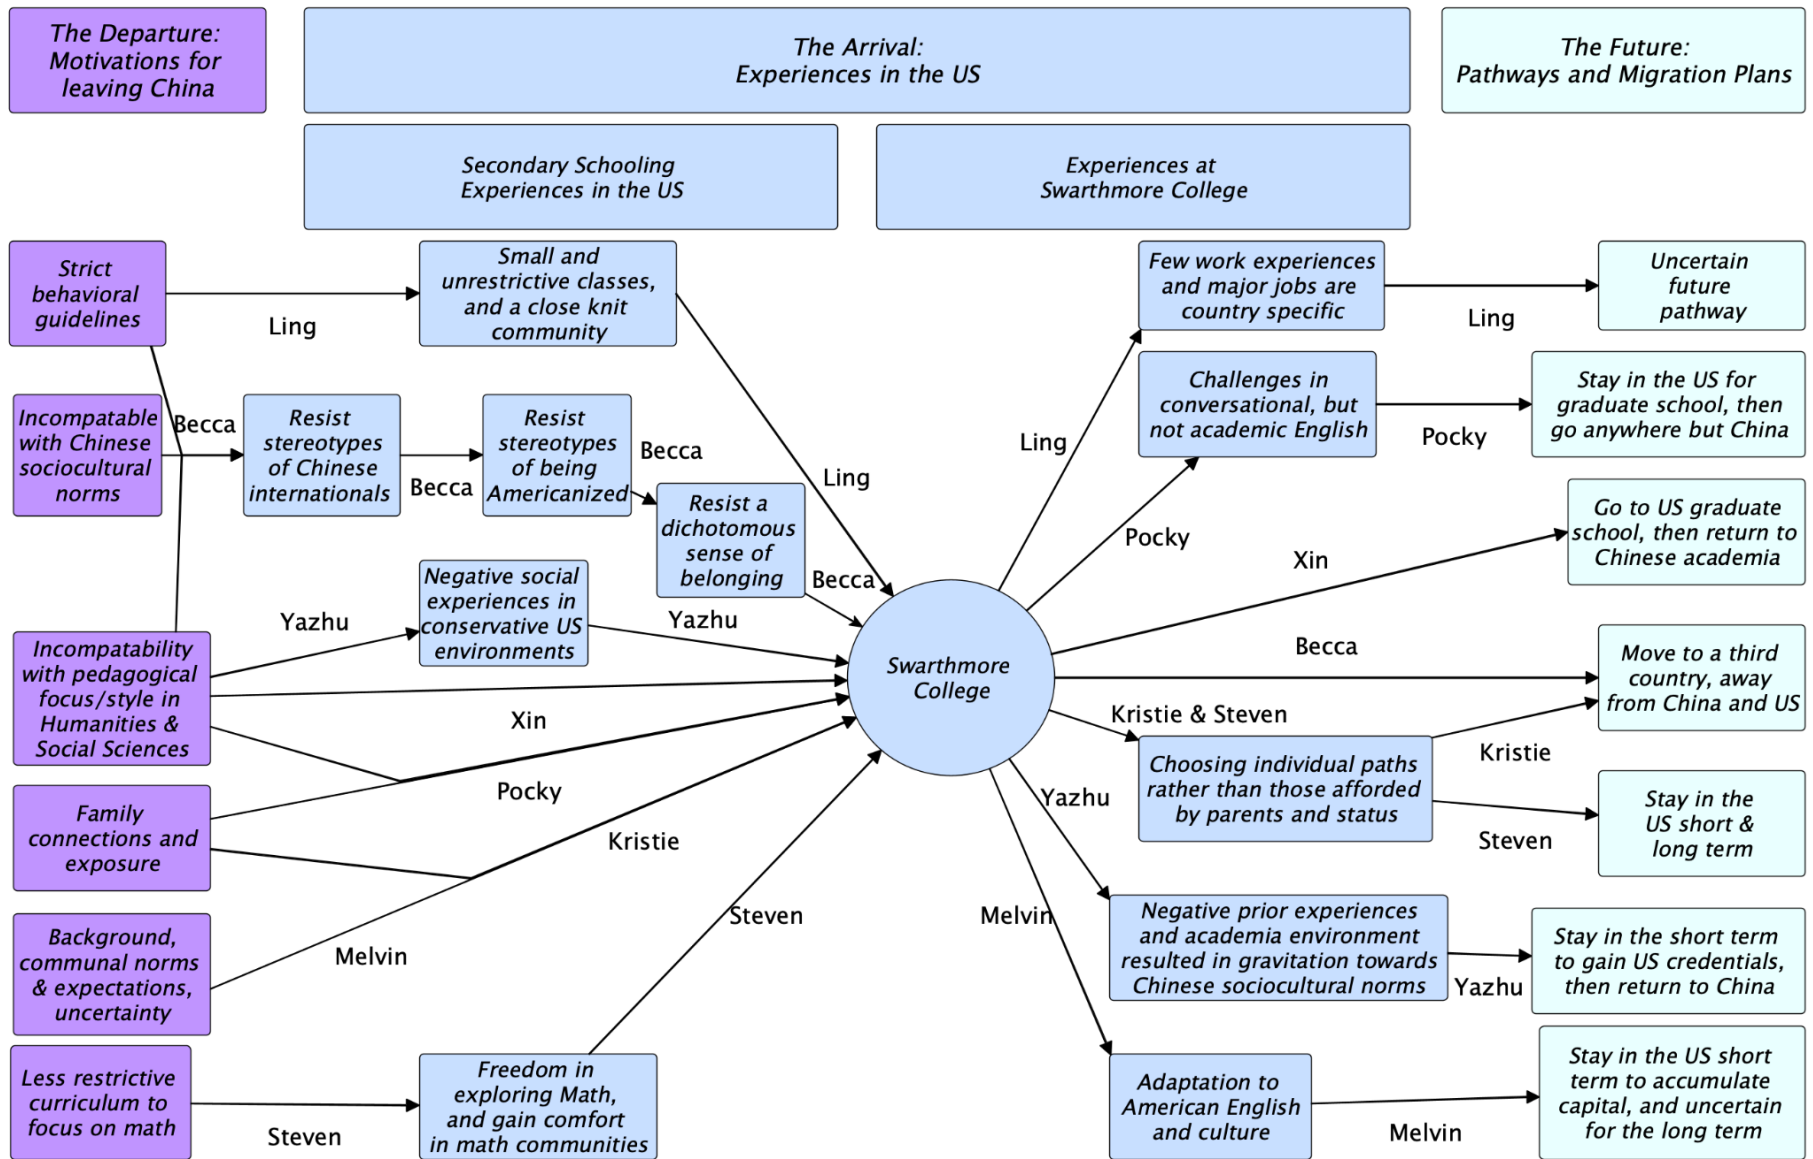 The Departure:
Motivations for
leaving China
The Arrival:
Experiences in the US
The Future:
Pathways and Migration Plans
Secondary Schooling
Experiences in the US
Experiences at
Swarthmore College
Strict
behavioral
guidelines
Ling
Small and
unrestrictive classes,
and a close knit
community
Ling
Incompatable
with Chinese
sociocultural
norms
Becca
Resist
stereotypes
of Chinese
internationals
Becca
Resist
stereotypes
of being
Americanized
Becca
Resist a
dichotomous
sense of
belonging
Becca
Incompatability
with pedagogical
focus/style in
Humanities &
Social Sciences
Yazhu
Negative social
experiences in
conservative US
environments
Yazhu
Xin
Pocky
Family
connections and
exposure
Kristie
Background,
communal norms
& expectations,
uncertainty
Melvin
Less restrictive
curriculum to
focus on math
Steven
Freedom in
exploring Math,
and gain comfort
in math communities
Steven
Swarthmore
College
Ling
Few work experiences
and major jobs are
country specific
Ling
Uncertain
future
pathway
Pocky
Challenges in
conversational, but
not academic English
Pocky
Stay in the US for
graduate school, then
go anywhere but China
Xin
Go to US graduate
school, then return to
Chinese academia
Becca
Move to a third
country, away
from China and US
Kristie & Steven
Choosing individual paths
rather than those afforded
by parents and status
Kristie
Steven
Stay in the
US short &
long term
Yazhu
Negative prior experiences
and academia environment
resulted in gravitation towards
Chinese sociocultural norms
Yazhu
Stay in the short term
to gain US credentials,
then return to China
Melvin
Adaptation to
American English
and culture
Melvin
Stay in the US short
term to accumulate
capital, and uncertain
for the long term